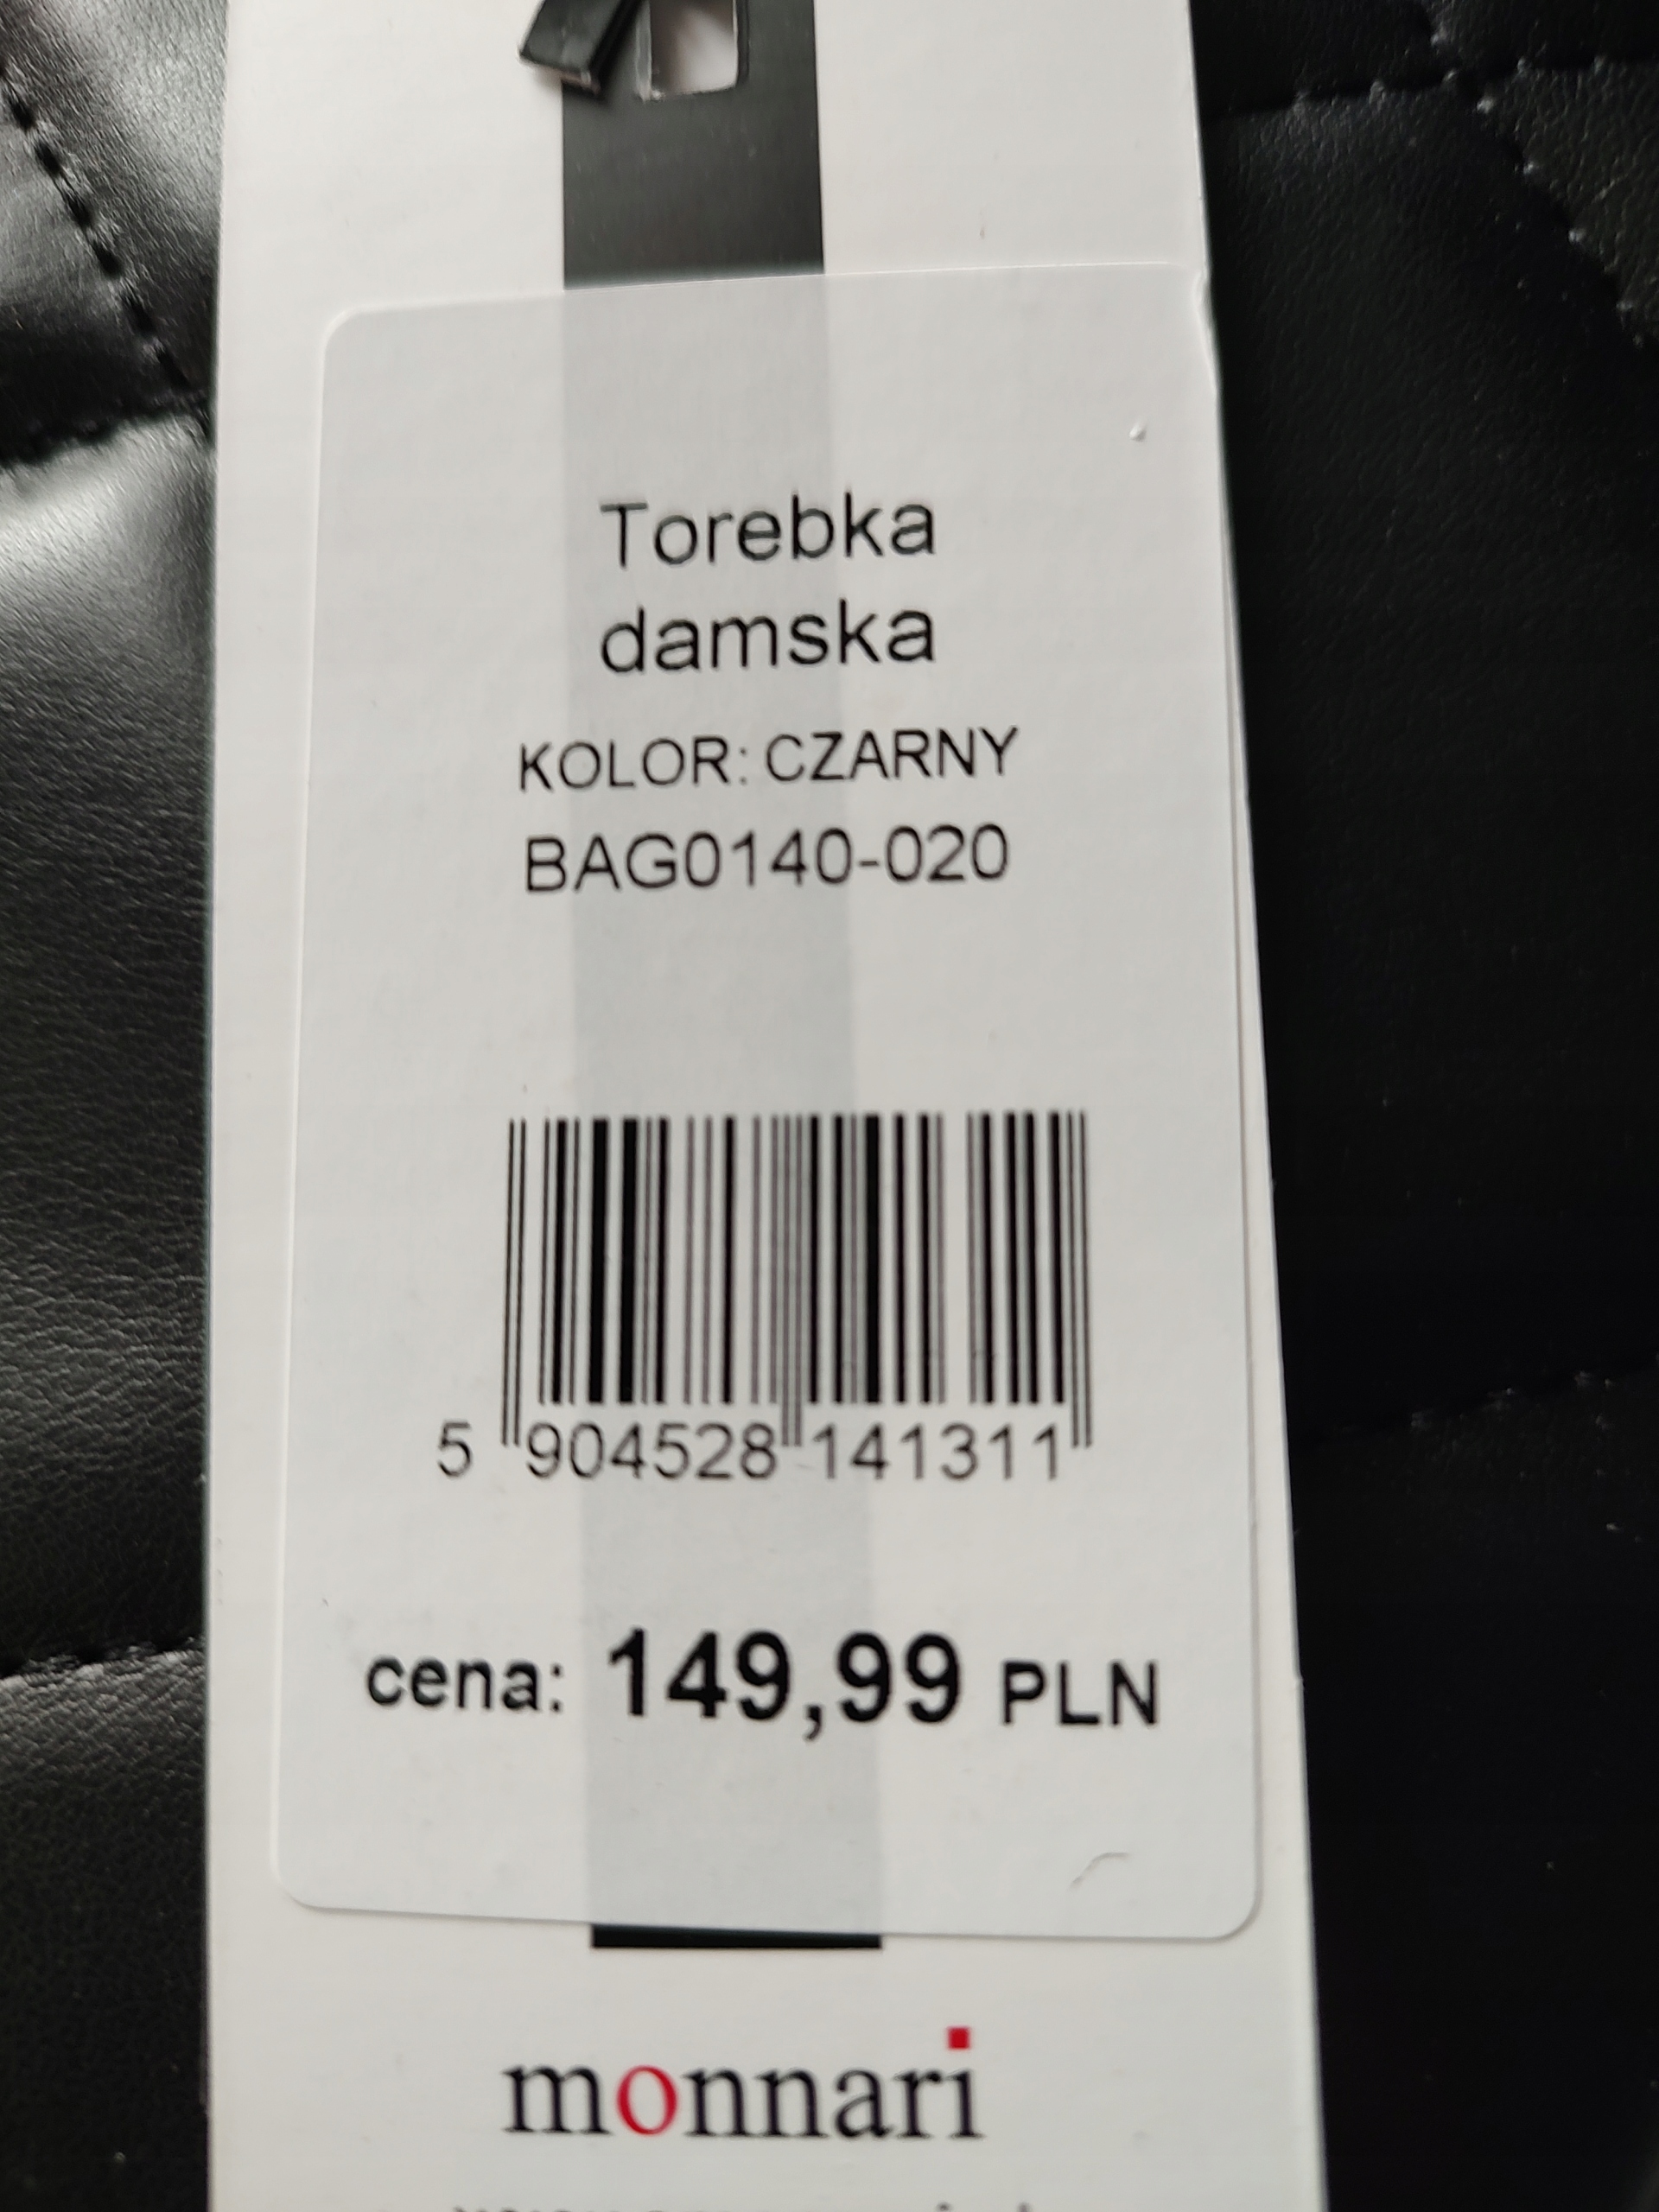 Torebka
damska
KOLOR: CZARNY
BAG0140-020
5 904528 141311
cena: 149,99 PLN
monnari